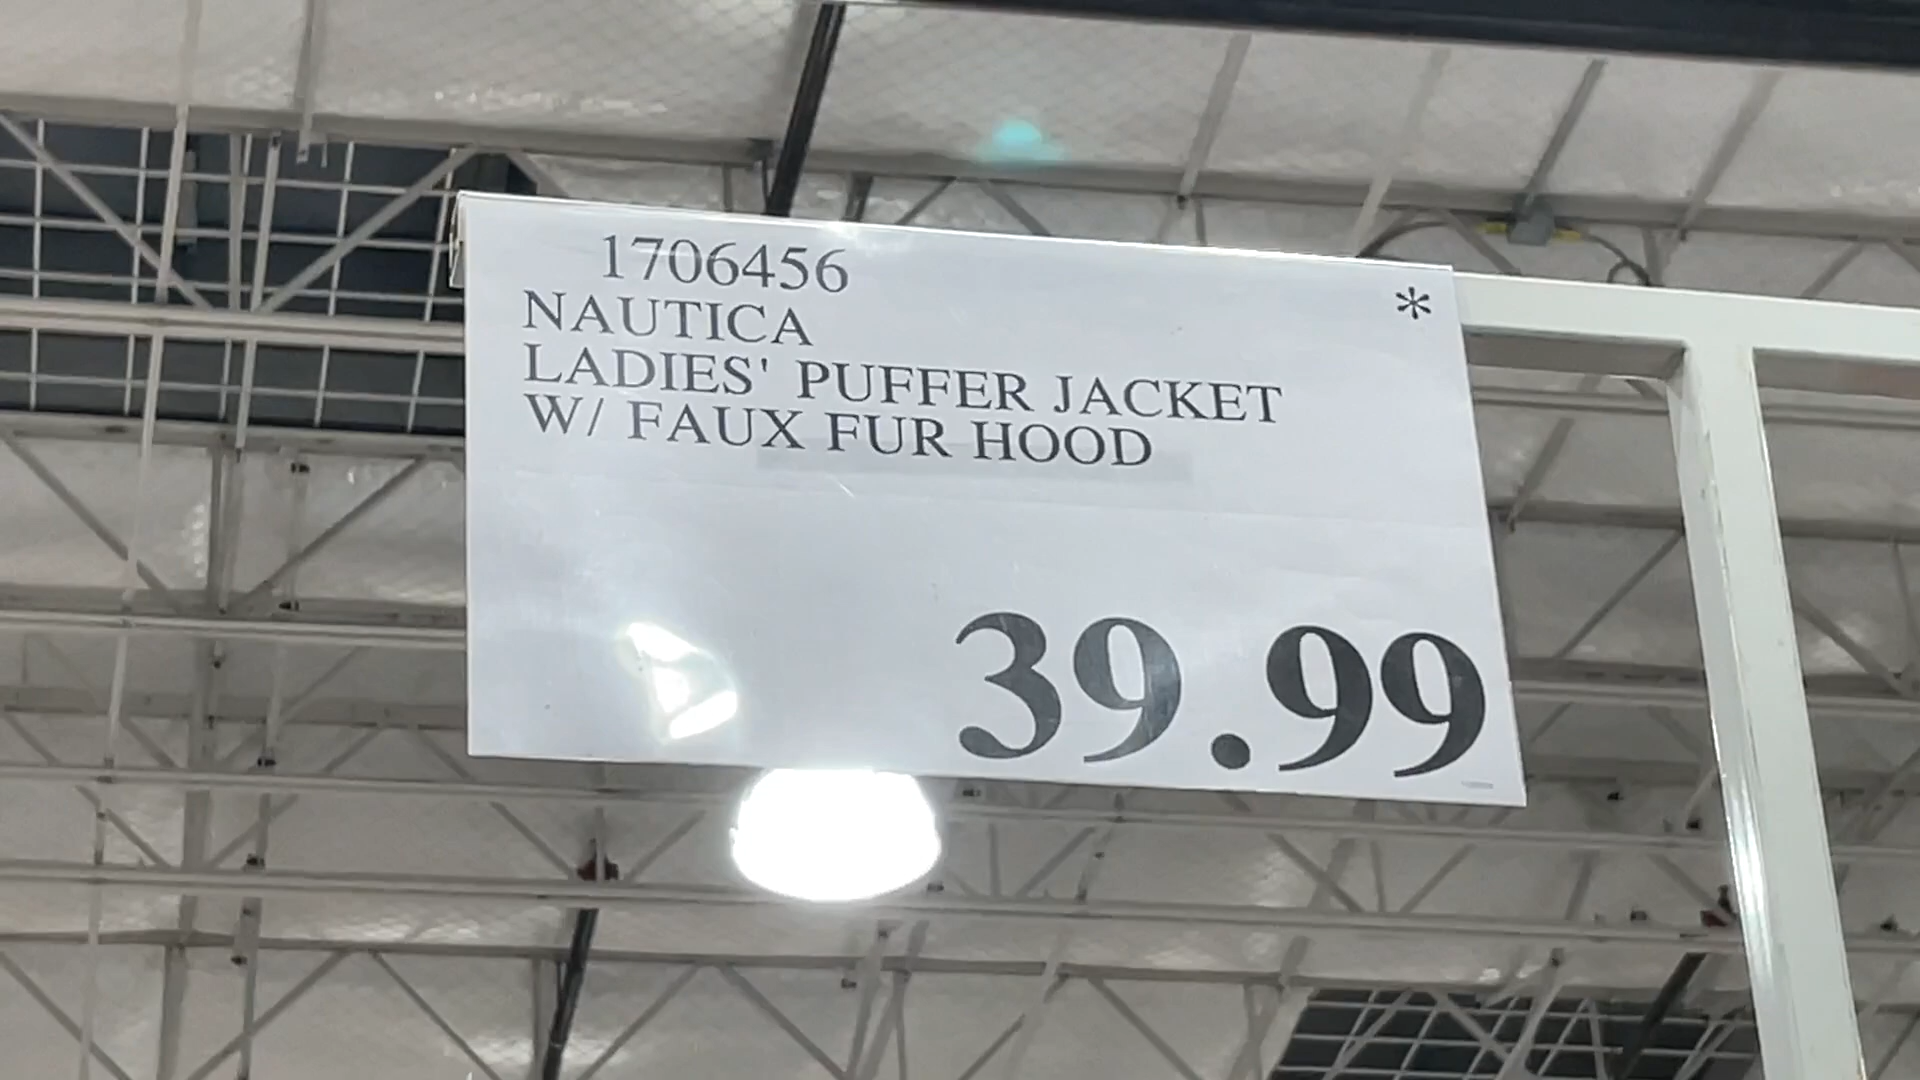 1706456
*
NAUTICA
LADIES' PUFFER JACKET
W/ FAUX FUR HOOD
39.99